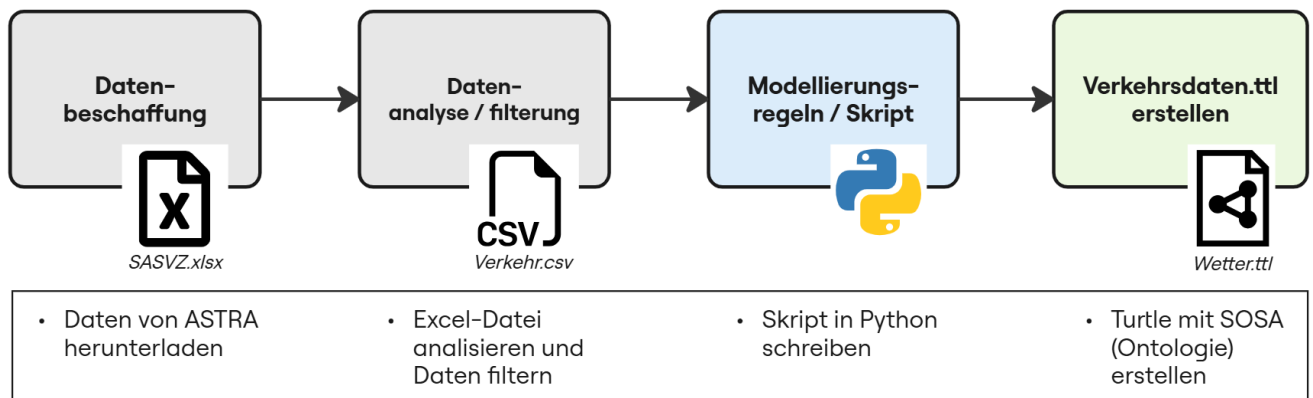 Daten-
beschaffung
Daten-
analyse / filterung
Modellierungs-
regeln / Skript
Verkehrsdaten.ttl
erstellen
X
CSV
SASVZ.xlsx
Verkehr.csv
Wetter.ttl
• Daten von ASTRA
herunterladen
• Excel-Datei
analisieren und
Daten filtern
• Skript in Python
schreiben
• Turtle mit SOSA
(Ontologie)
erstellen